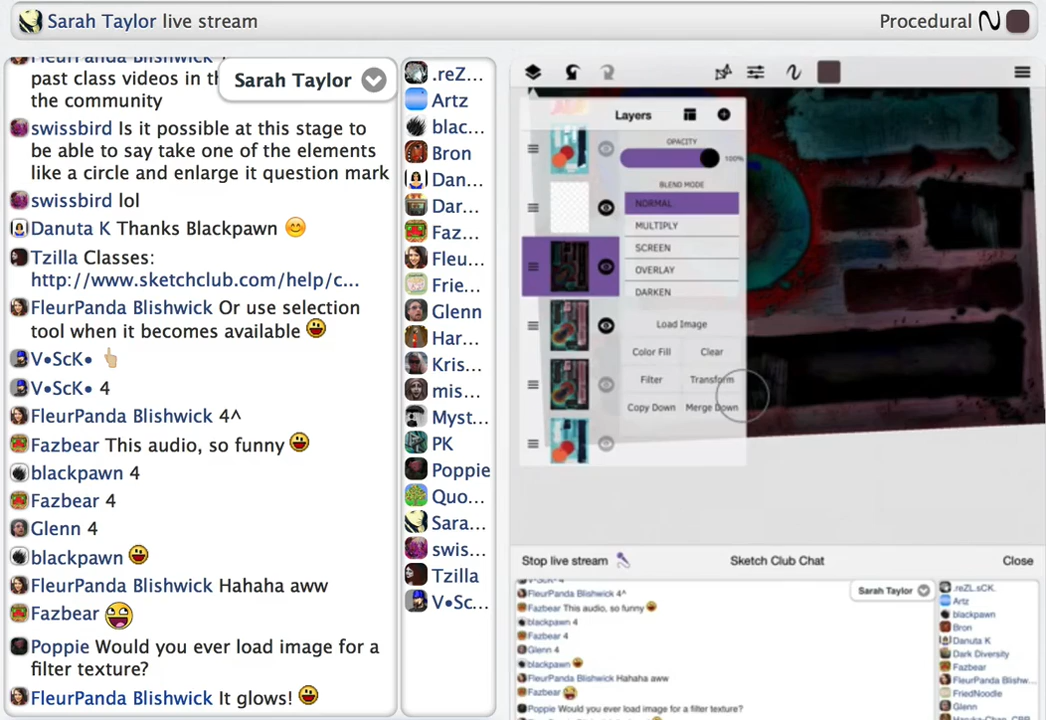 Sarah Taylor live stream
Procedural
FleurPanda Blishwick
past class videos in th
the community
Sarah Taylor
swissbird Is it possible at this stage to
be able to say take one of the elements
like a circle and enlarge it question mark
swissbird lol
Danuta K Thanks Blackpawn
Tzilla Classes:
http://www.sketchclub.com/help/c...
FleurPanda Blishwick Or use selection
tool when it becomes available
V•ScK•
V•ScK• 4
FleurPanda Blishwick 4^
Fazbear This audio, so funny
blackpawn 4
Fazbear 4
Glenn 4
blackpawn
FleurPanda Blishwick Hahaha aww
Fazbear
Poppie Would you ever load image for a
filter texture?
FleurPanda Blishwick It glows!
.reZ...
Artz
blac...
Bron
Dan...
Dar...
Faz...
Fleu...
Frie...
Glenn
Har...
Kris...
mis...
Myst...
PK
Poppie
Quo...
Sara...
swis...
Tzilla
V•Sc...
Layers
OPACITY
100%
BLEND MODE
NORMAL
MULTIPLY
SCREEN
OVERLAY
DARKEN
Load Image
Color Fill Clear
Filter Transform
Copy Down Merge Down
Stop live stream
Sketch Club Chat
Close
V•ScK• 4
FleurPanda Blishwick 4^
Fazbear This audio, so funny
blackpawn 4
Fazbear 4
Glenn 4
blackpawn
FleurPanda Blishwick Hahaha aww
Fazbear
Poppie Would you ever load image for a filter texture?
Sarah Taylor
.reZ.sCK.
Artz
blackpawn
Bron
Danuta K
Dark Diversity
Fazbear
FleurPanda Blishw...
FriedNoodle
Glenn